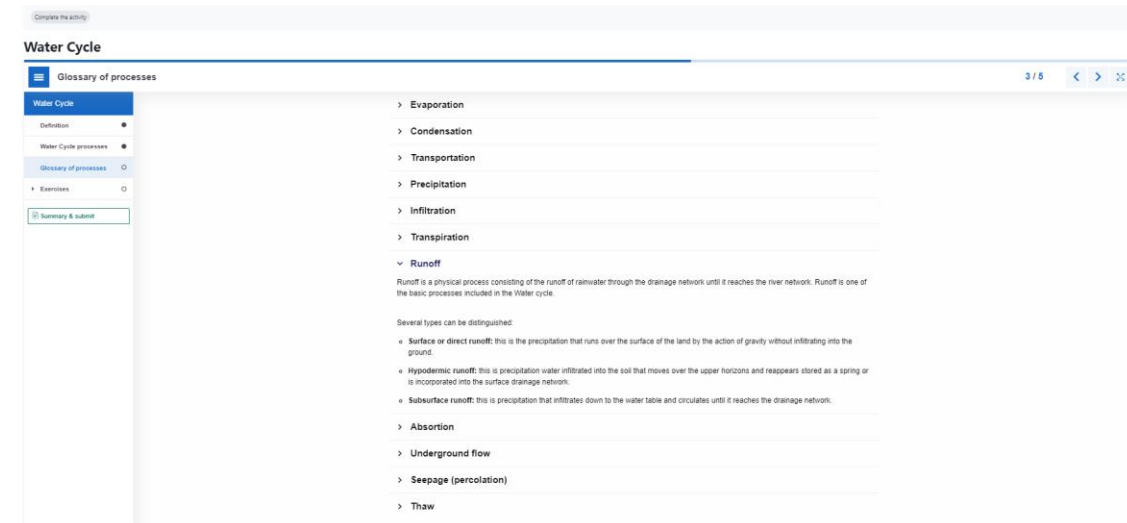 Complete the activity
Water Cycle
Glossary of processes
3 / 5
Water Cycle
Definition
Water Cycle processes
Glossary of processes
Exercises
Summary & submit
Evaporation
Condensation
Transportation
Precipitation
Infiltration
Transpiration
Runoff
Runoff is a physical process consisting of the runoff of rainwater through the drainage network until it reaches the river network. Runoff is one of
the basic processes included in the Water cycle.
Several types can be distinguished:
Surface or direct runoff: this is the precipitation that runs over the surface of the land by the action of gravity without infiltrating into the
ground.
Hypodermic runoff: this is precipitation water infiltrated into the soil that moves over the upper horizons and reappears stored as a spring or
is incorporated into the surface drainage network.
Subsurface runoff: this is precipitation that infiltrates down to the water table and circulates until it reaches the drainage network.
Absortion
Underground flow
Seepage (percolation)
Thaw